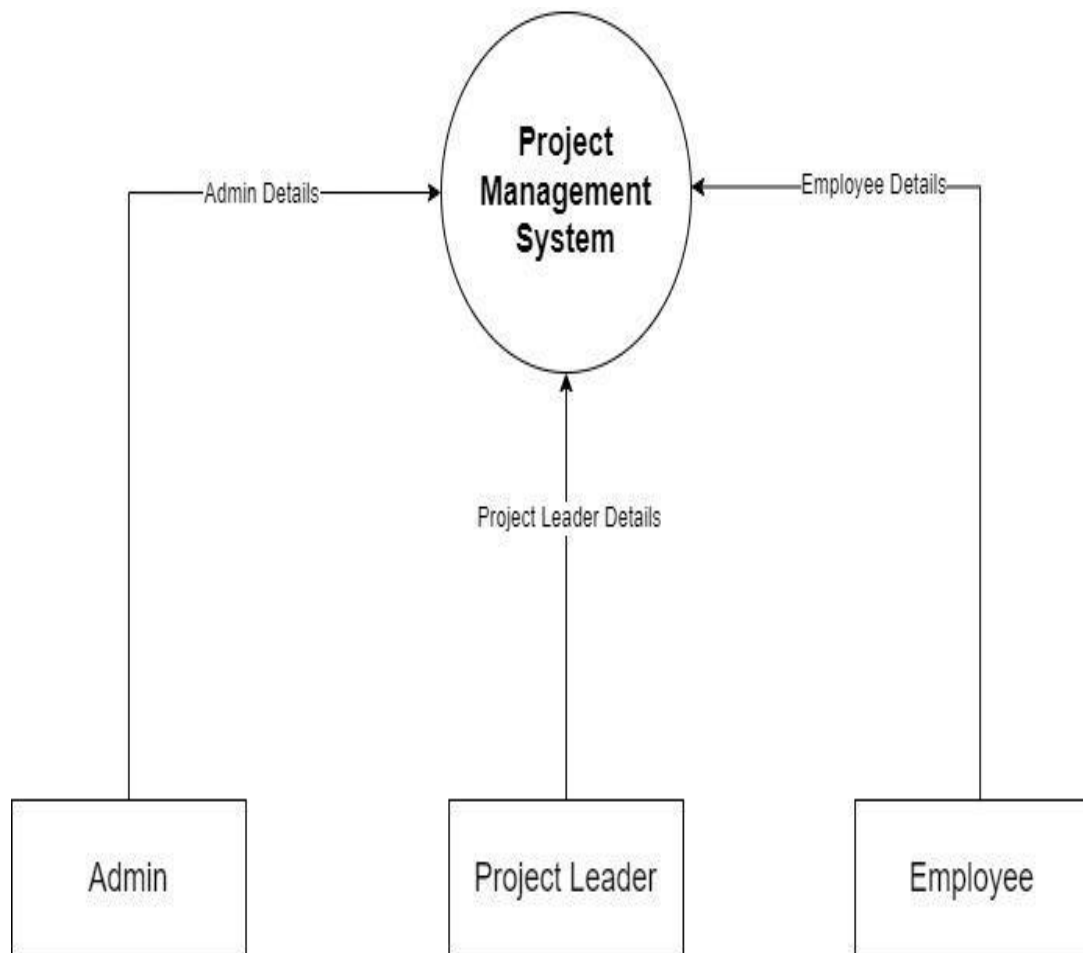 Project
Management
System
Admin Details
Employee Details
Project Leader Details
Admin
Project Leader
Employee